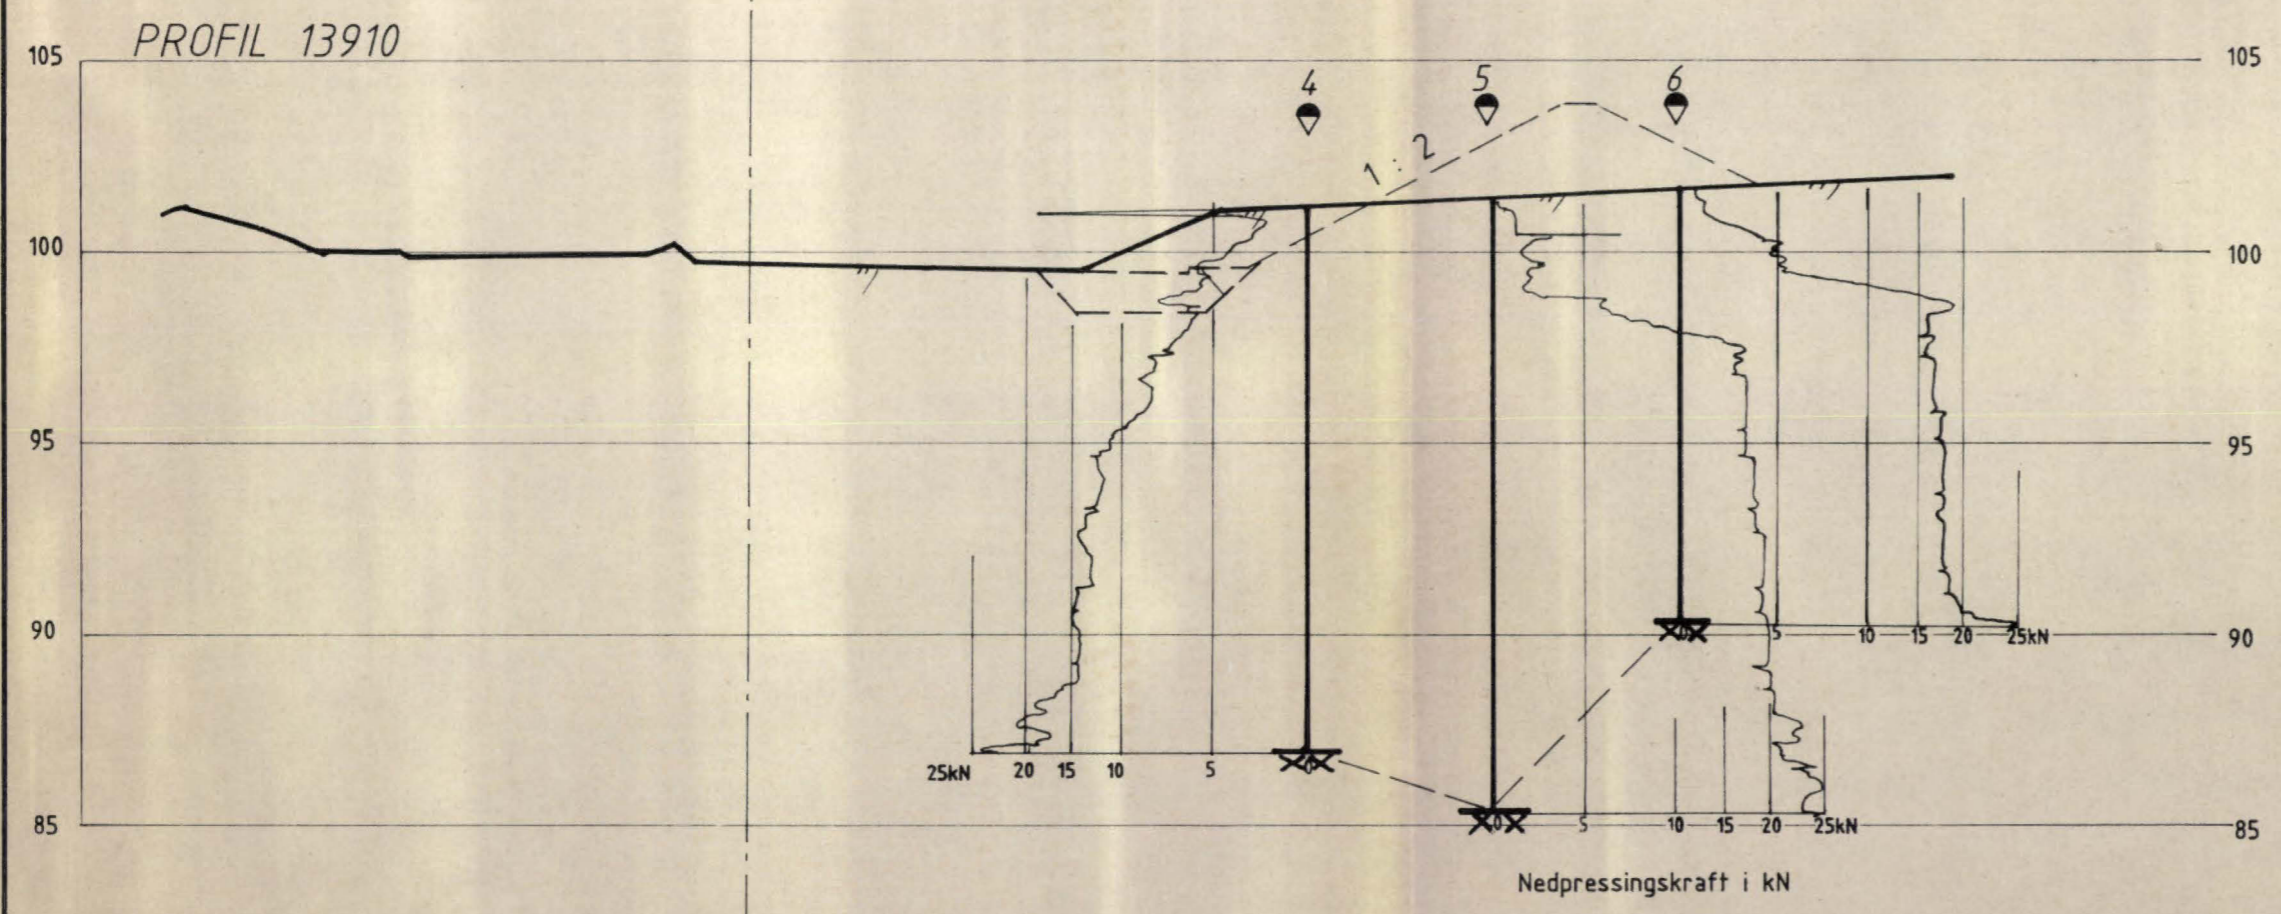 PROFIL 13910
105 105
4 5 6
1 : 2
100 100
95 95
90 90
0 5 10 15 20 25kN
25kN 20 15 10 5 0
85 85
0 5 10 15 20 25kN
Nedpressingskraft i kN